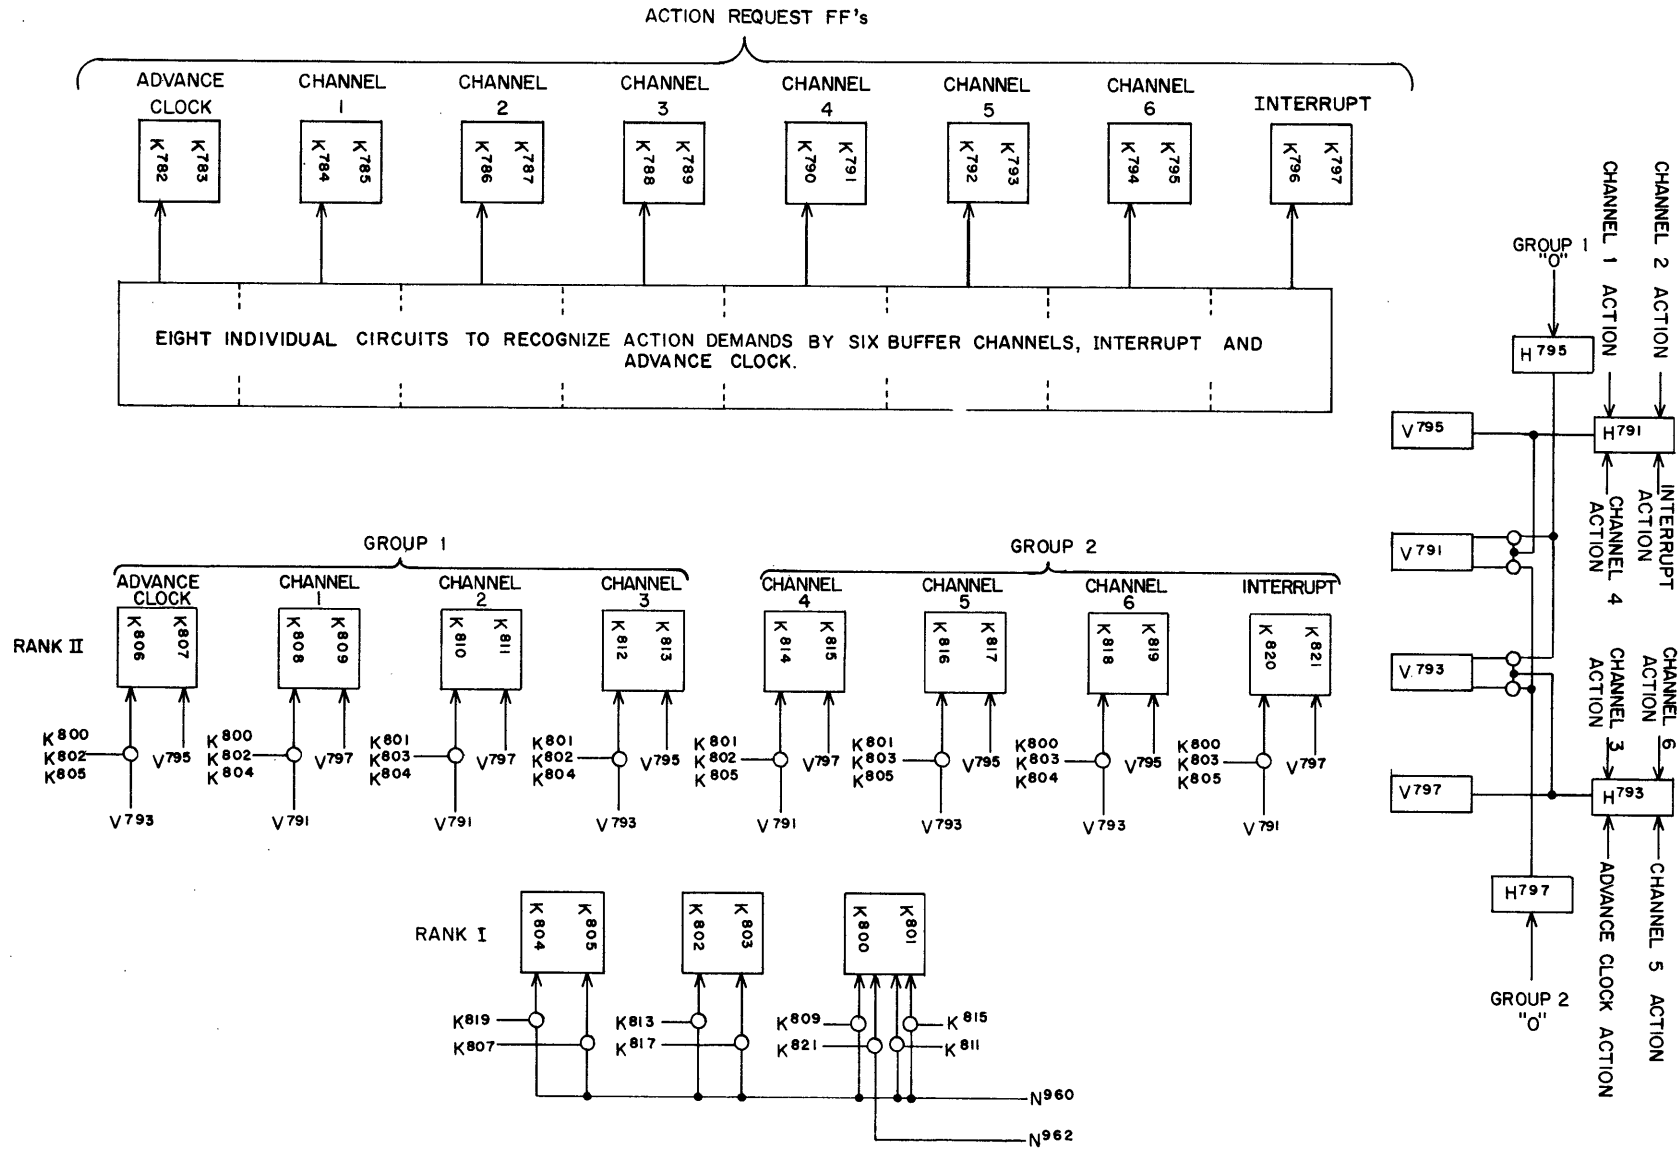 ACTION REQUEST FF's
ADVANCE
CLOCK
CHANNEL
1
CHANNEL
2
CHANNEL
3
CHANNEL
4
CHANNEL
5
CHANNEL
6
INTERRUPT
K782 K783
K784 K785
K786 K787
K788 K789
K790 K791
K792 K793
K794 K795
K796 K797
EIGHT INDIVIDUAL CIRCUITS TO RECOGNIZE ACTION DEMANDS BY SIX BUFFER CHANNELS, INTERRUPT AND
ADVANCE CLOCK.
GROUP 1
GROUP 2
ADVANCE
CLOCK
CHANNEL
1
CHANNEL
2
CHANNEL
3
CHANNEL
4
CHANNEL
5
CHANNEL
6
INTERRUPT
RANK II
K806 K807
K808 K809
K810 K811
K812 K813
K814 K815
K816 K817
K818 K819
K820 K821
K800
K802
K805
V795
V793
K800
K802
K804
V797
V791
K801
K803
K804
V797
V791
K801
K802
K804
V795
V793
K801
K802
K805
V797
V791
K801
K803
K805
V795
V793
K800
K803
K804
V795
V793
K800
K803
K805
V797
V791
RANK I
K804 K805
K802 K803
K800 K801
K819
K807
K813
K817
K809
K821
K815
K811
N960
N962
CHANNEL 1 ACTION
CHANNEL 2 ACTION
GROUP 1
"O"
H795
V795
H791
CHANNEL 4
ACTION
INTERRUPT
ACTION
V791
V793
CHANNEL 3
ACTION
CHANNEL 6
ACTION
V797
H793
H797
GROUP 2
"O"
ADVANCE CLOCK ACTION
CHANNEL 5 ACTION